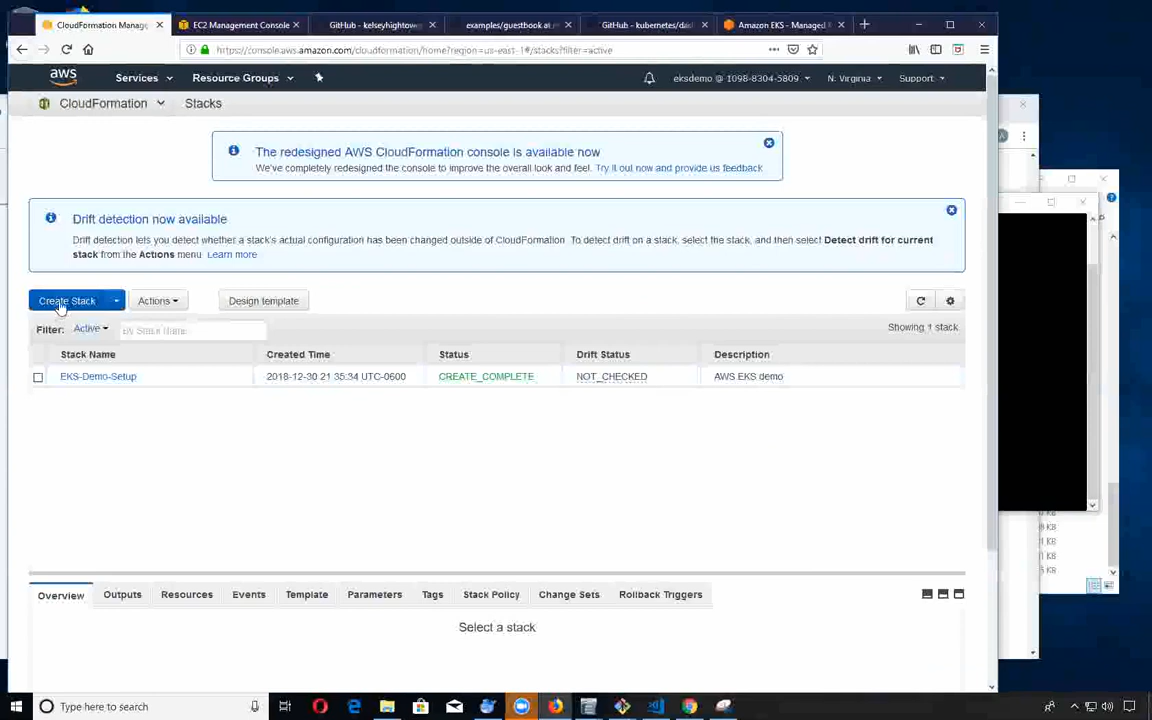 CloudFormation Manage
EC2 Management Console
GitHub - kelseyhightowe
examples/guestbook at m
GitHub - kubernetes/das
Amazon EKS - Managed K
https://console.aws.amazon.com/cloudformation/home?region=us-east-1#/stacks?filter=active
aws
Services
Resource Groups
eksdemo @ 1098-8304-5809
N. Virginia
Support
CloudFormation
Stacks
The redesigned AWS CloudFormation console is available now
We've completely redesigned the console to improve the overall look and feel. Try it out now and provide us feedback
Drift detection now available
Drift detection lets you detect whether a stack's actual configuration has been changed outside of CloudFormation. To detect drift on a stack, select the stack, and then select Detect drift for current
stack from the Actions menu. Learn more
Create Stack
Actions
Design template
Filter: Active
By Stack Name
Showing 1 stack
Stack Name Created Time Status Drift Status Description
EKS-Demo-Setup 2018-12-30 21:35:34 UTC-0600 CREATE_COMPLETE NOT_CHECKED AWS EKS demo
KB
KB
KB
KB
Overview Outputs Resources Events Template Parameters Tags Stack Policy Change Sets Rollback Triggers
Select a stack
Type here to search